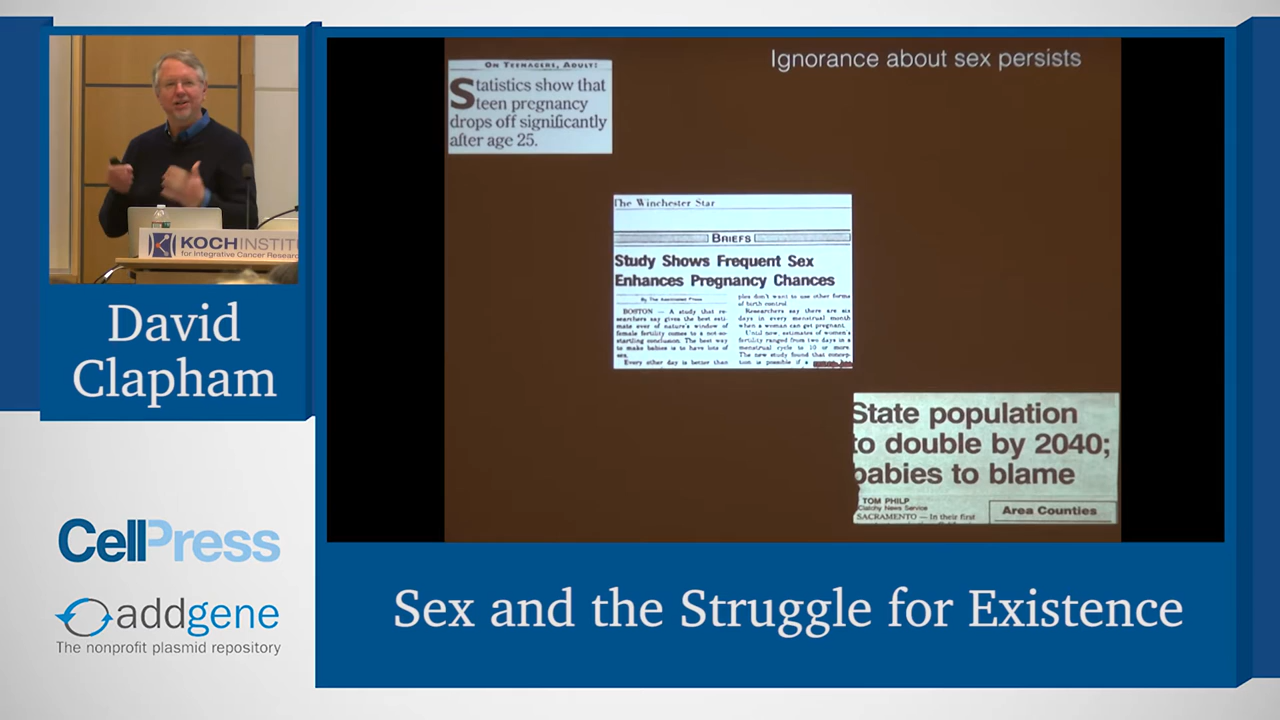 Ignorance about sex persists
ON TEENAGERS, ADULT:
Statistics show that
teen pregnancy
drops off significantly
after age 25.
The Winchester Star
BRIEFS
Study Shows Frequent Sex
Enhances Pregnancy Chances
By The Associated Press
BOSTON — A study that re-
searchers say gives the best esti-
mate ever of nature's window of
female fertility comes to a not-so-
startling conclusion: The best way
to make babies is to have lots of
sex.
Every other day is better than
ples don't want to use other forms
of birth control.
Researchers say there are six
days in every menstrual month
when a woman can get pregnant.
Until now, estimates of women's
fertility ranged from two days in a
menstrual cycle to 10 or more.
The new study found that concep-
tion is possible if a woman has
State population
to double by 2040;
babies to blame
TOM PHILP
Clatchy News Service
SACRAMENTO — In their first
Area Counties
KOCH INSTIT
for Integrative Cancer Resear
David
Clapham
CellPress
addgene
The nonprofit plasmid repository
Sex and the Struggle for Existence